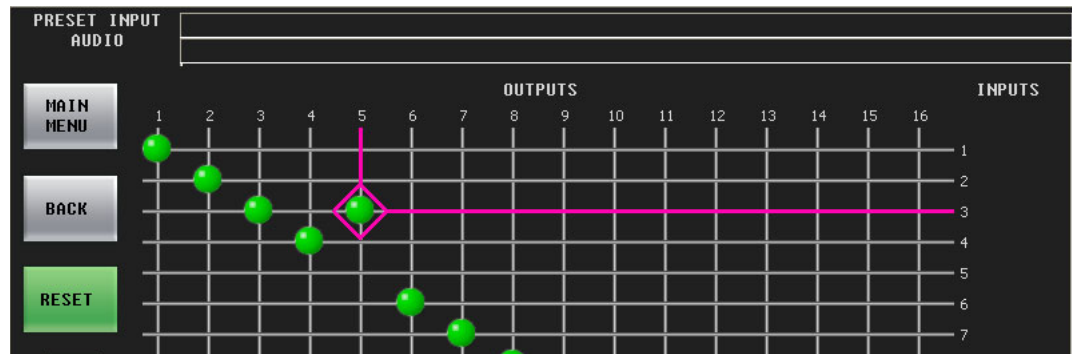 PRESET INPUT
AUDIO
OUTPUTS
INPUTS
MAIN
MENU
1 2 3 4 5 6 7 8 9 10 11 12 13 14 15 16
1
2
BACK
3
4
5
RESET
6
7